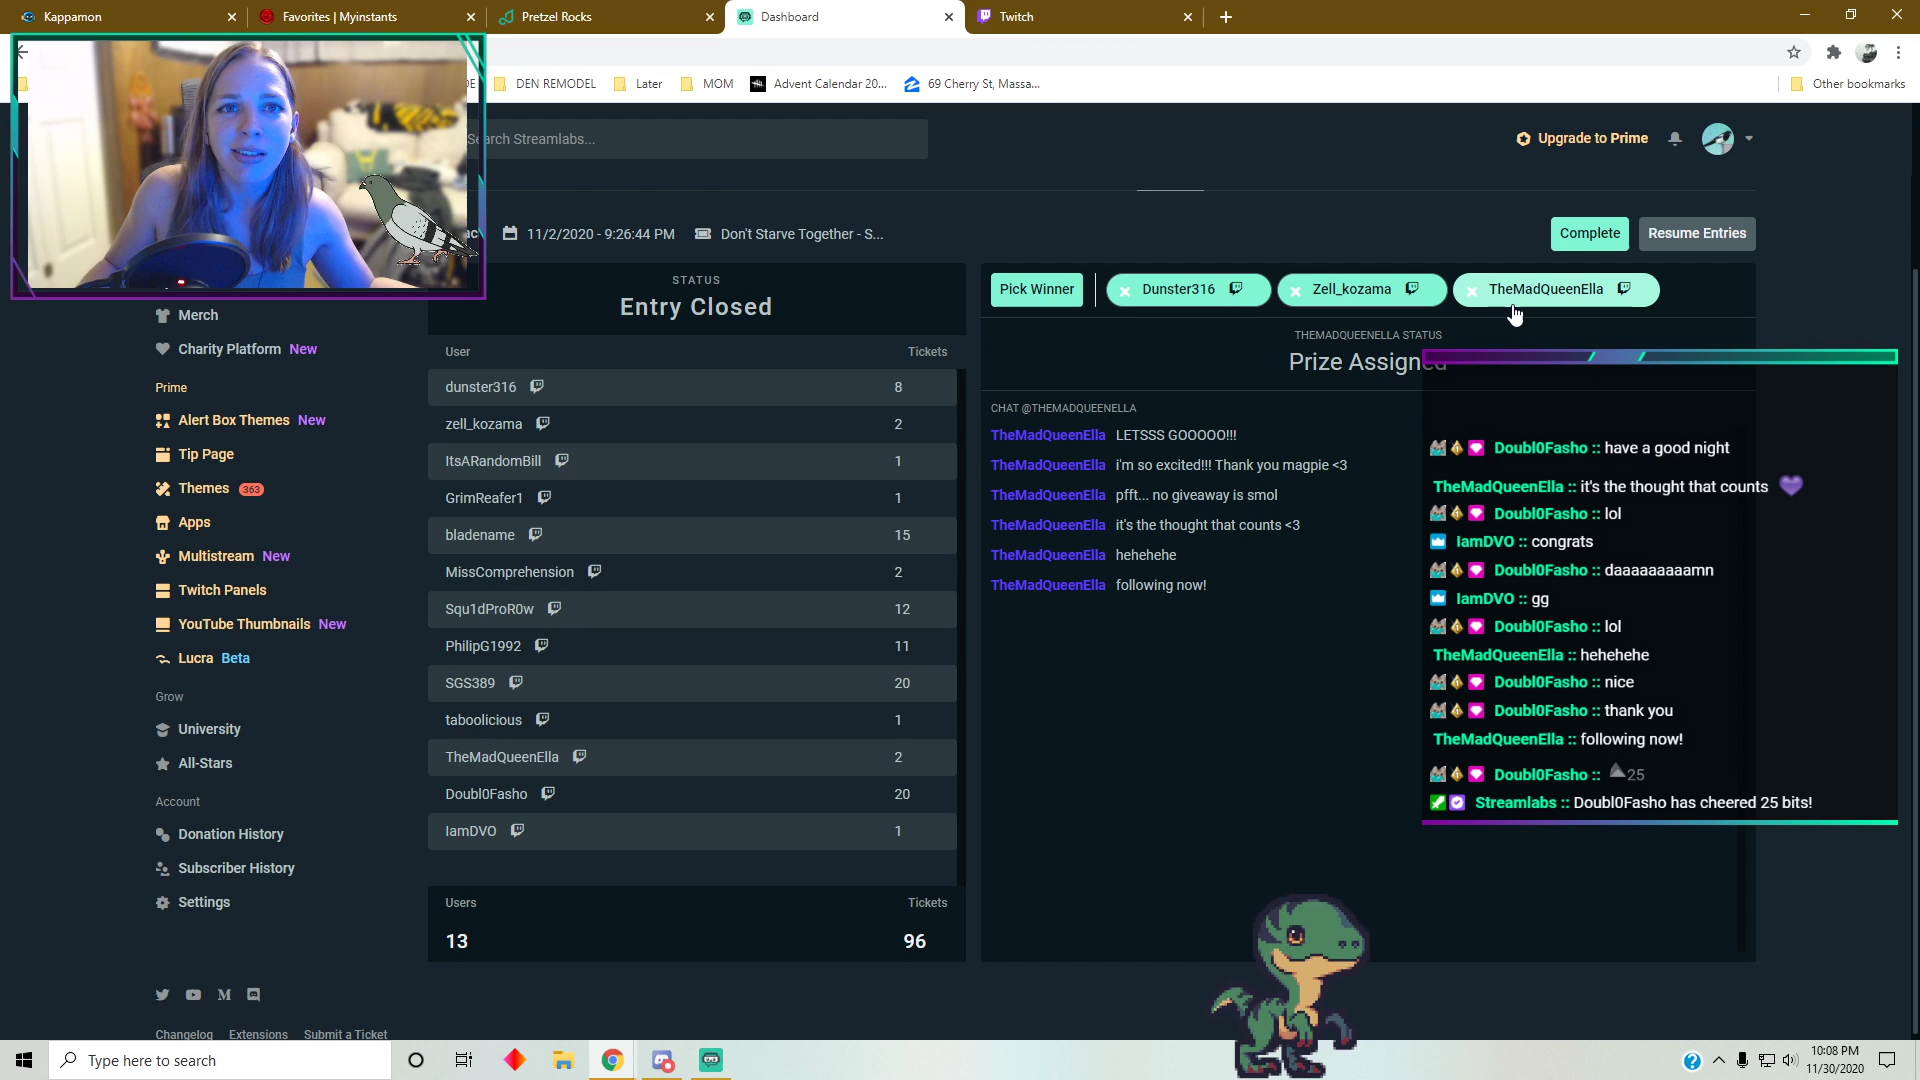 Kappamon
Favorites | Myinstants
Pretzel Rocks
Dashboard
Twitch
DEN REMODEL
Later
MOM
Advent Calendar 20...
69 Cherry St, Massa...
Other bookmarks
Search Streamlabs...
Upgrade to Prime
11/2/2020 - 9:26:44 PM
Don't Starve Together - S...
Complete
Resume Entries
STATUS
Entry Closed
Pick Winner
Dunster316
Zell_kozama
TheMadQueenElla
THEMADQUEENELLA STATUS
Prize Assigned
Merch
Charity Platform New
Prime
Alert Box Themes New
Tip Page
Themes 363
Apps
Multistream New
Twitch Panels
YouTube Thumbnails New
Lucra Beta
Grow
University
All-Stars
Account
Donation History
Subscriber History
Settings
Changelog Extensions Submit a Ticket
User Tickets
dunster316 8
zell_kozama 2
ItsARandomBill 1
GrimReafer1 1
bladename 15
MissComprehension 2
Squ1dProR0w 12
PhilipG1992 11
SGS389 20
taboolicious 1
TheMadQueenElla 2
Doubl0Fasho 20
IamDVO 1
Users Tickets
13 96
CHAT @THEMADQUEENELLA
TheMadQueenElla LETSSS GOOOOO!!!
TheMadQueenElla i'm so excited!!! Thank you magpie <3
TheMadQueenElla pfft... no giveaway is smol
TheMadQueenElla it's the thought that counts <3
TheMadQueenElla hehehehe
TheMadQueenElla following now!
Doubl0Fasho :: have a good night
TheMadQueenElla :: it's the thought that counts
Doubl0Fasho :: lol
IamDVO :: congrats
Doubl0Fasho :: daaaaaaaaamn
IamDVO :: gg
Doubl0Fasho :: lol
TheMadQueenElla :: hehehehe
Doubl0Fasho :: nice
Doubl0Fasho :: thank you
TheMadQueenElla :: following now!
Doubl0Fasho :: 25
Streamlabs :: Doubl0Fasho has cheered 25 bits!
Type here to search
10:08 PM
11/30/2020